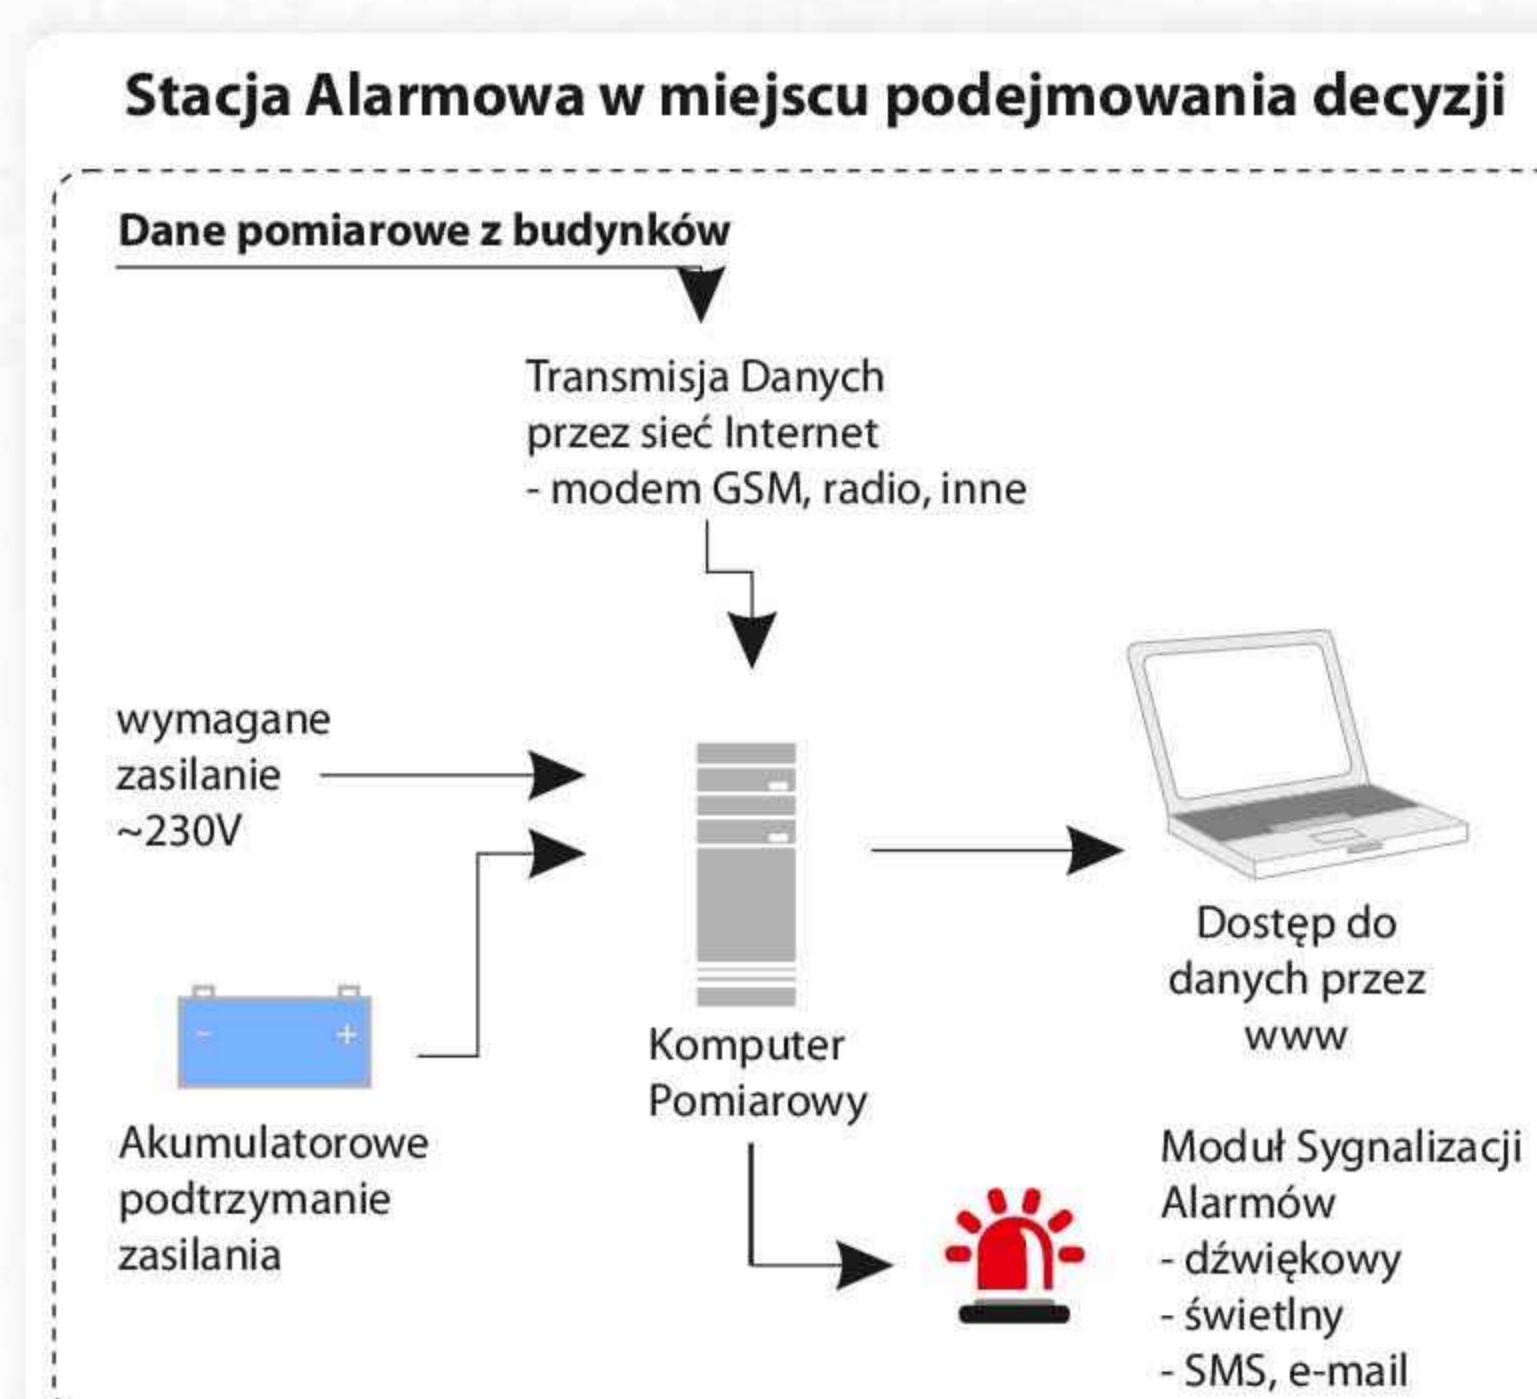 Stacja Alarmowa w miejscu podejmowania decyzji
Dane pomiarowe z budynków
Transmisja Danych
przez sieć Internet
- modem GSM, radio, inne
wymagane
zasilanie
~230V
- +
Akumulatorowe
podtrzymanie
zasilania
Komputer
Pomiarowy
Dostęp do
danych przez
www
Moduł Sygnalizacji
Alarmów
- dźwiękowy
- świetlny
- SMS, e-mail